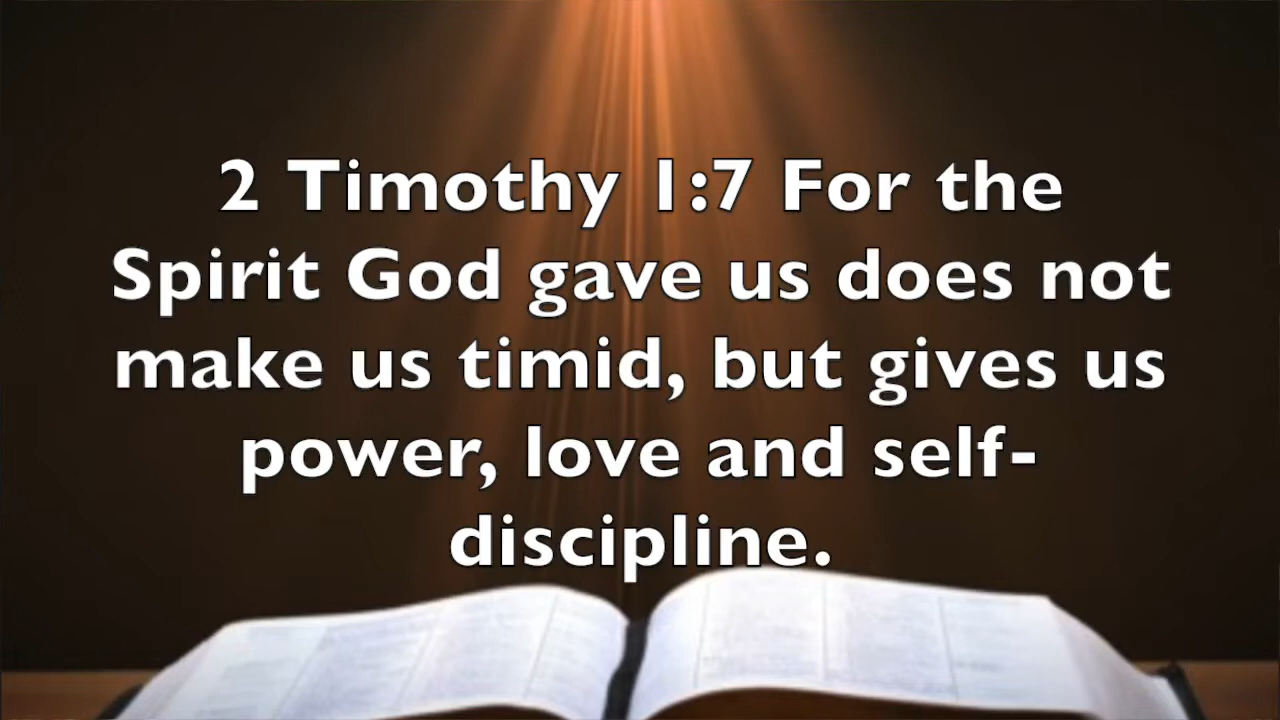 2 Timothy 1:7 For the
Spirit God gave us does not
make us timid, but gives us
power, love and self-
discipline.